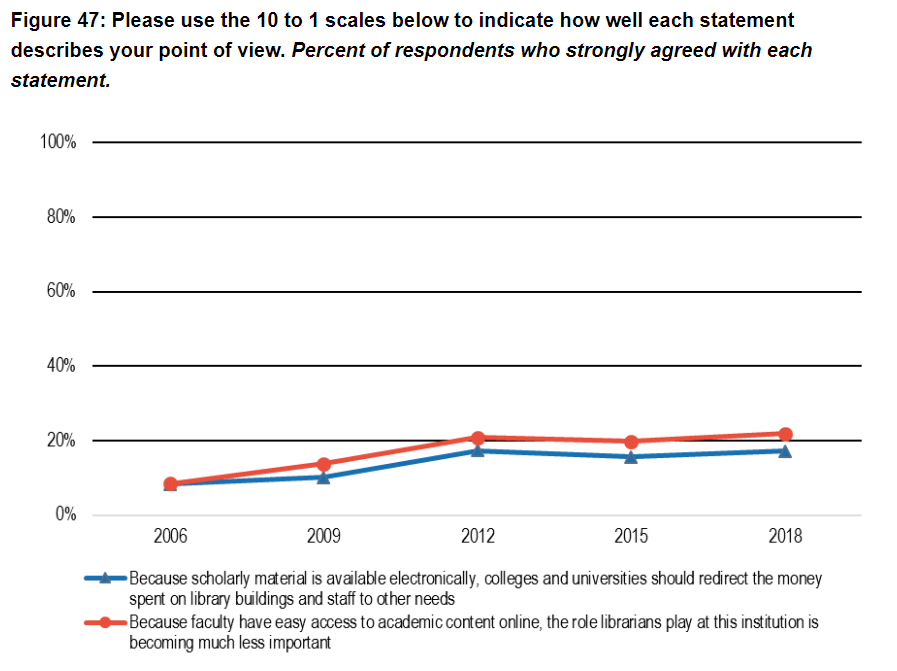 Figure 47: Please use the 10 to 1 scales below to indicate how well each statement
describes your point of view. Percent of respondents who strongly agreed with each
statement.
100%
80%
60%
40%
20%
0%
2006 2009 2012 2015 2018
Because scholarly material is available electronically, colleges and universities should redirect the money
spent on library buildings and staff to other needs
Because faculty have easy access to academic content online, the role librarians play at this institution is
becoming much less important